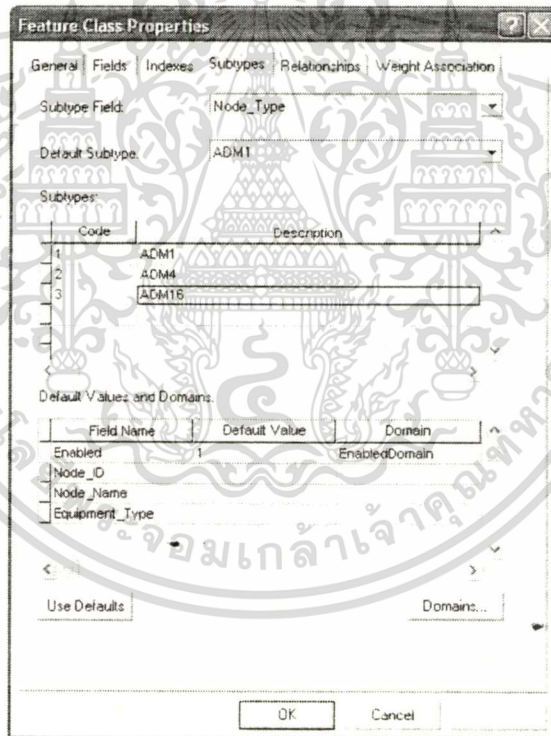 Feature Class Properties
General Fields Indexes Subtypes Relationships Weight Association
Subtype Field: Node_Type
Default Subtype: ADM1
Subtypes:
Code Description
1 ADM1
2 ADM4
3 ADM16
Default Values and Domains:
Field Name Default Value Domain
Enabled 1 EnabledDomain
Node_ID
Node_Name
Equipment_Type
Use Defaults Domains...
OK Cancel